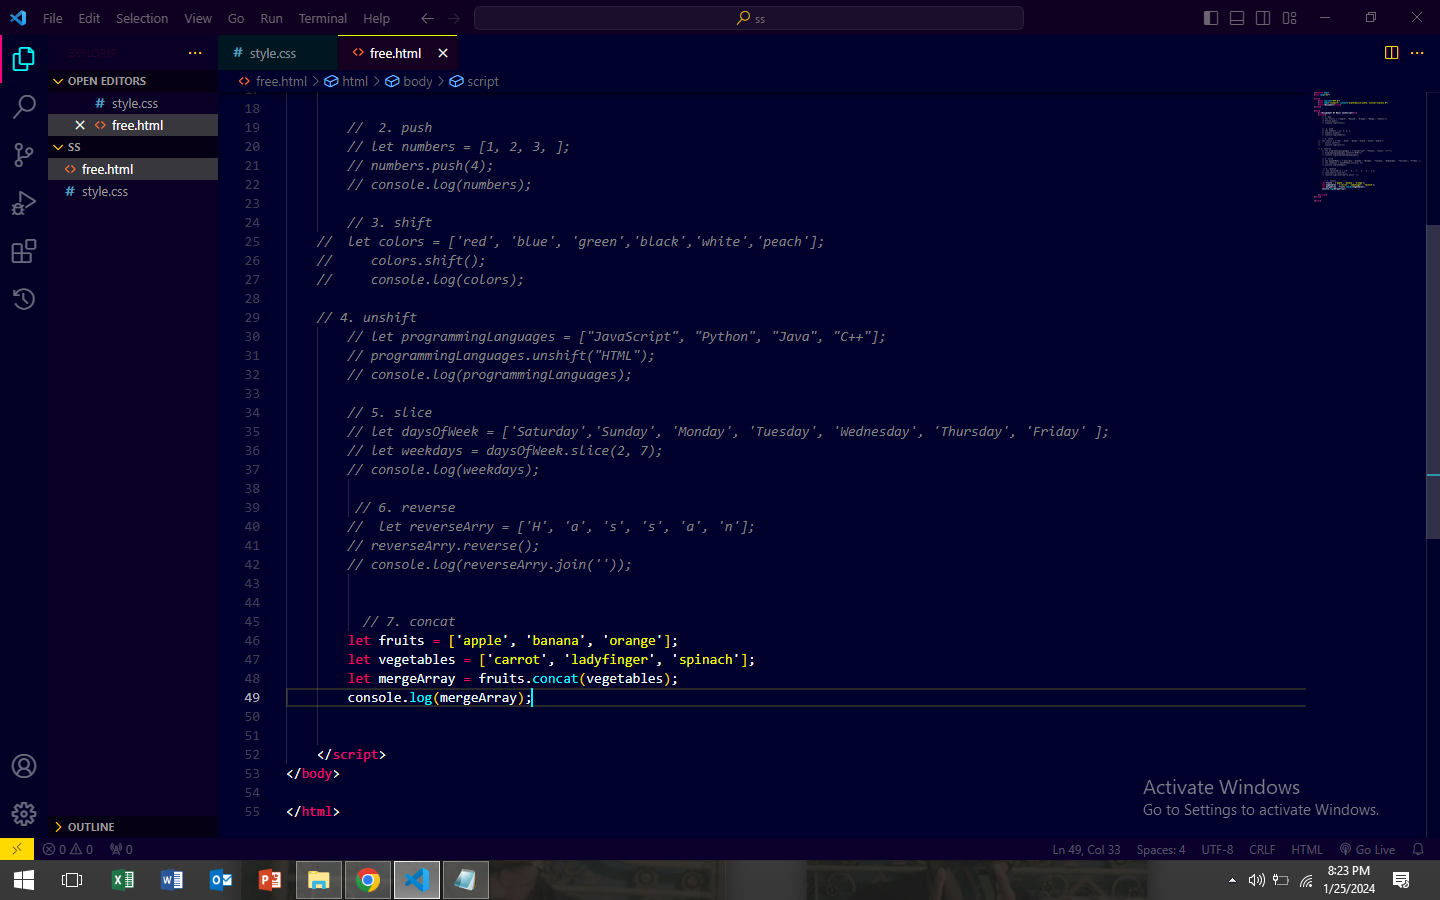 File Edit Selection View Go Run Terminal Help
ss
EXPLORER
# style.css
<> free.html
<> free.html > html > body > script
OPEN EDITORS
# style.css
<> free.html
SS
<> free.html
# style.css
OUTLINE
18
19 //  2. push
20 // let numbers = [1, 2, 3, ];
21 // numbers.push(4);
22 // console.log(numbers);
23
24 // 3. shift
25 //  let colors = ['red', 'blue', 'green','black','white','peach'];
26 //     colors.shift();
27 //     console.log(colors);
28
29 // 4. unshift
30 // let programmingLanguages = ["JavaScript", "Python", "Java", "C++"];
31 // programmingLanguages.unshift("HTML");
32 // console.log(programmingLanguages);
33
34 // 5. slice
35 // let daysOfWeek = ['Saturday','Sunday', 'Monday', 'Tuesday', 'Wednesday', 'Thursday', 'Friday' ];
36 // let weekdays = daysOfWeek.slice(2, 7);
37 // console.log(weekdays);
38
39 // 6. reverse
40 //  let reverseArry = ['H', 'a', 's', 's', 'a', 'n'];
41 // reverseArry.reverse();
42 // console.log(reverseArry.join(''));
43
44
45 // 7. concat
46 let fruits = ['apple', 'banana', 'orange'];
47 let vegetables = ['carrot', 'ladyfinger', 'spinach'];
48 let mergeArray = fruits.concat(vegetables);
49 console.log(mergeArray);
50
51
52 </script>
53 </body>
54
55 </html>
Activate Windows
Go to Settings to activate Windows.
0 0 0
Ln 49, Col 33 Spaces: 4 UTF-8 CRLF HTML Go Live
8:23 PM
1/25/2024